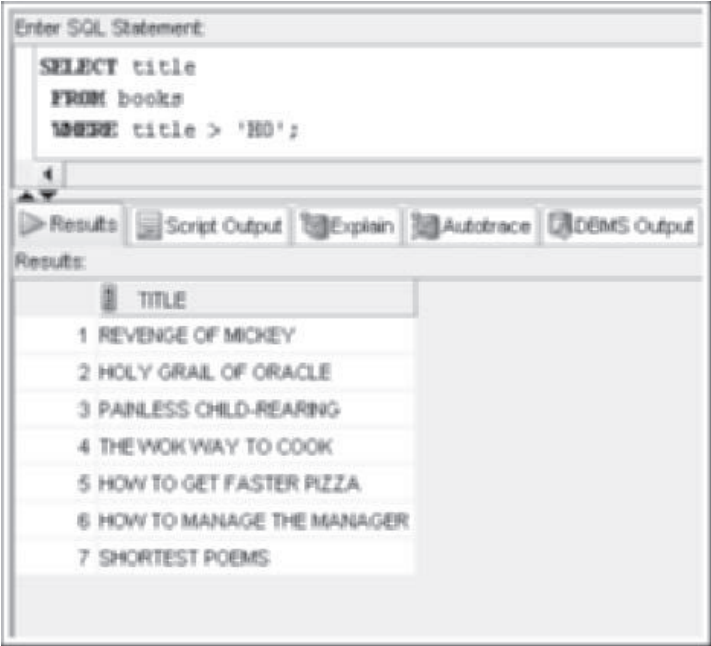 Enter SQL Statement:
SELECT title
FROM books
WHERE title > 'HO';
Results Script Output Explain Autotrace DBMS Output
Results:
TITLE
1 REVENGE OF MICKEY
2 HOLY GRAIL OF ORACLE
3 PAINLESS CHILD-REARING
4 THE WOK WAY TO COOK
5 HOW TO GET FASTER PIZZA
6 HOW TO MANAGE THE MANAGER
7 SHORTEST POEMS